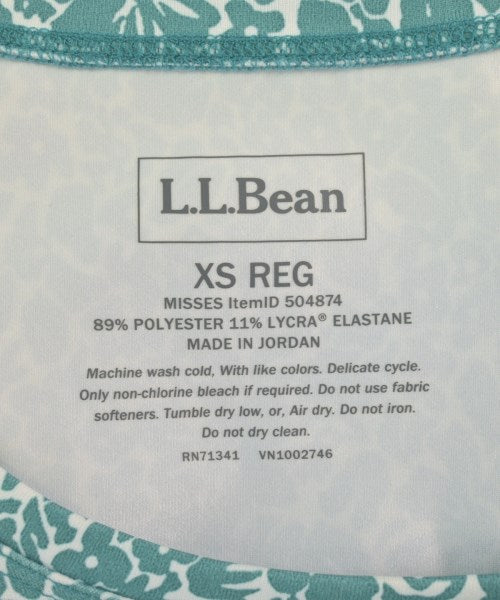 L.L.Bean
XS REG
MISSES ItemID 504874
89% POLYESTER 11% LYCRA® ELASTANE
MADE IN JORDAN
Machine wash cold, With like colors. Delicate cycle.
Only non-chlorine bleach if required. Do not use fabric
softeners. Tumble dry low, or, Air dry. Do not iron.
Do not dry clean.
RN71341 VN1002746